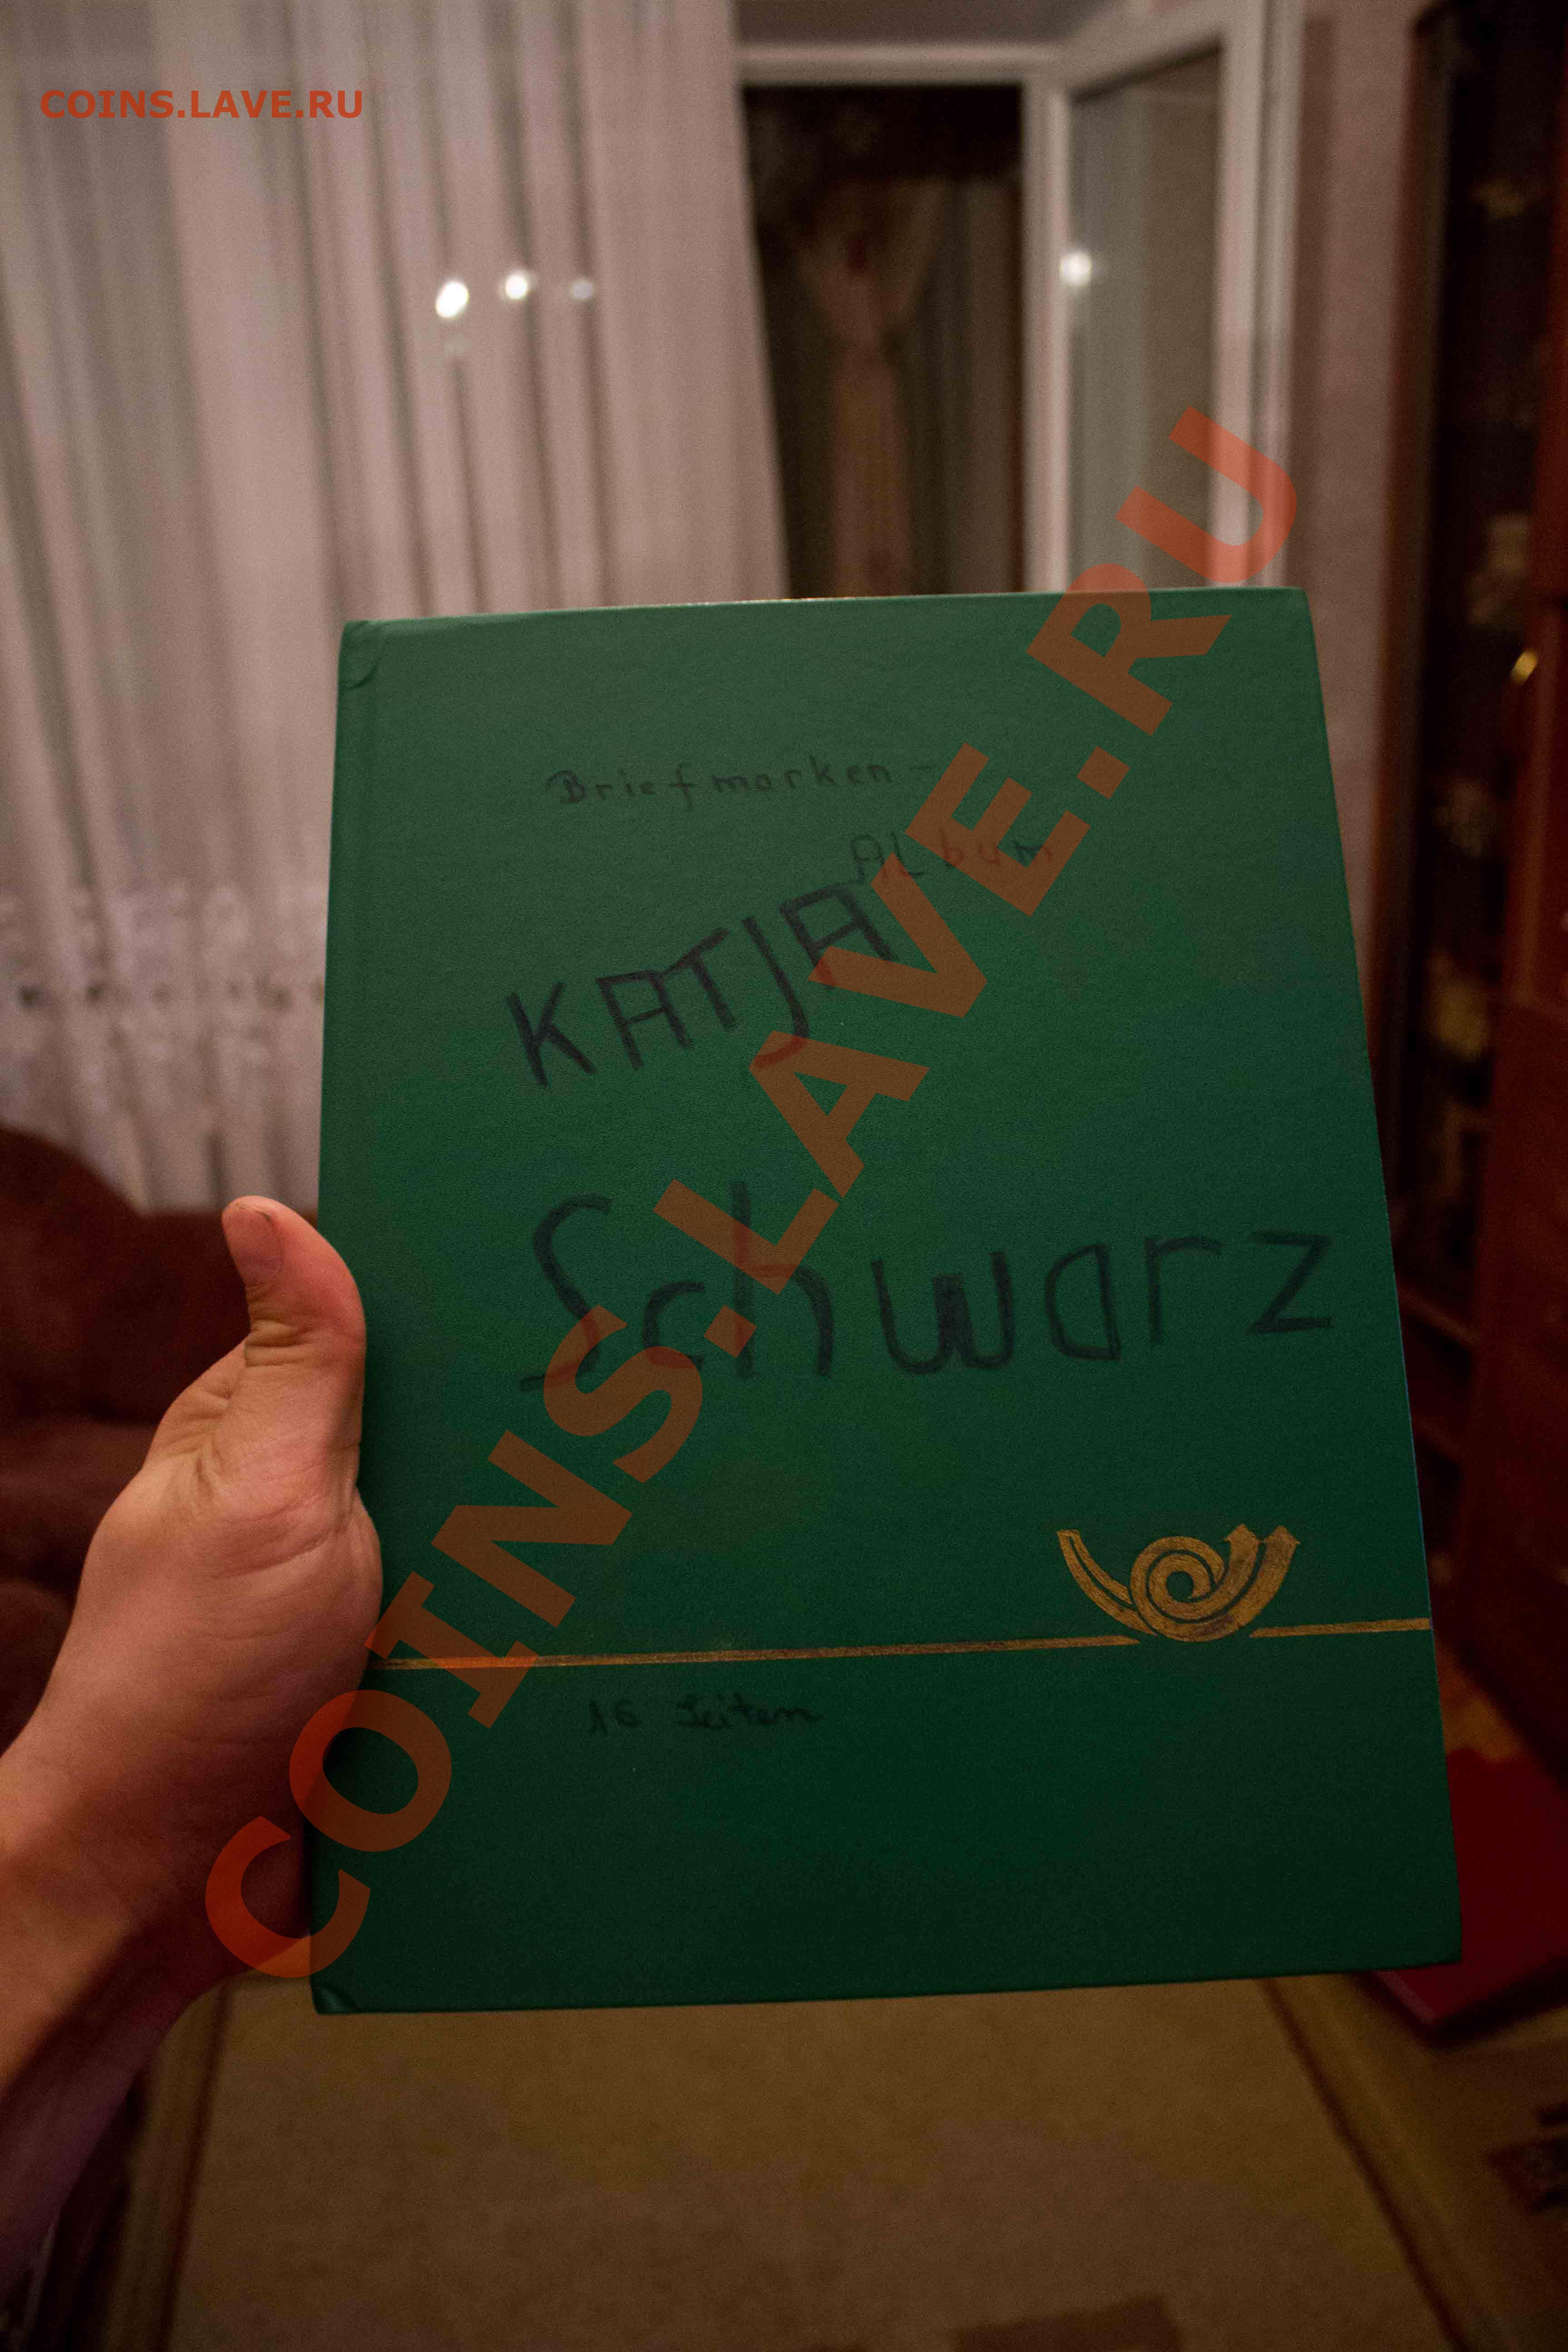 COINS.LAVE.RU
Briefmarken-
Album
KATJA
Schwarz
16 Seiten
COINS.LAVE.RU